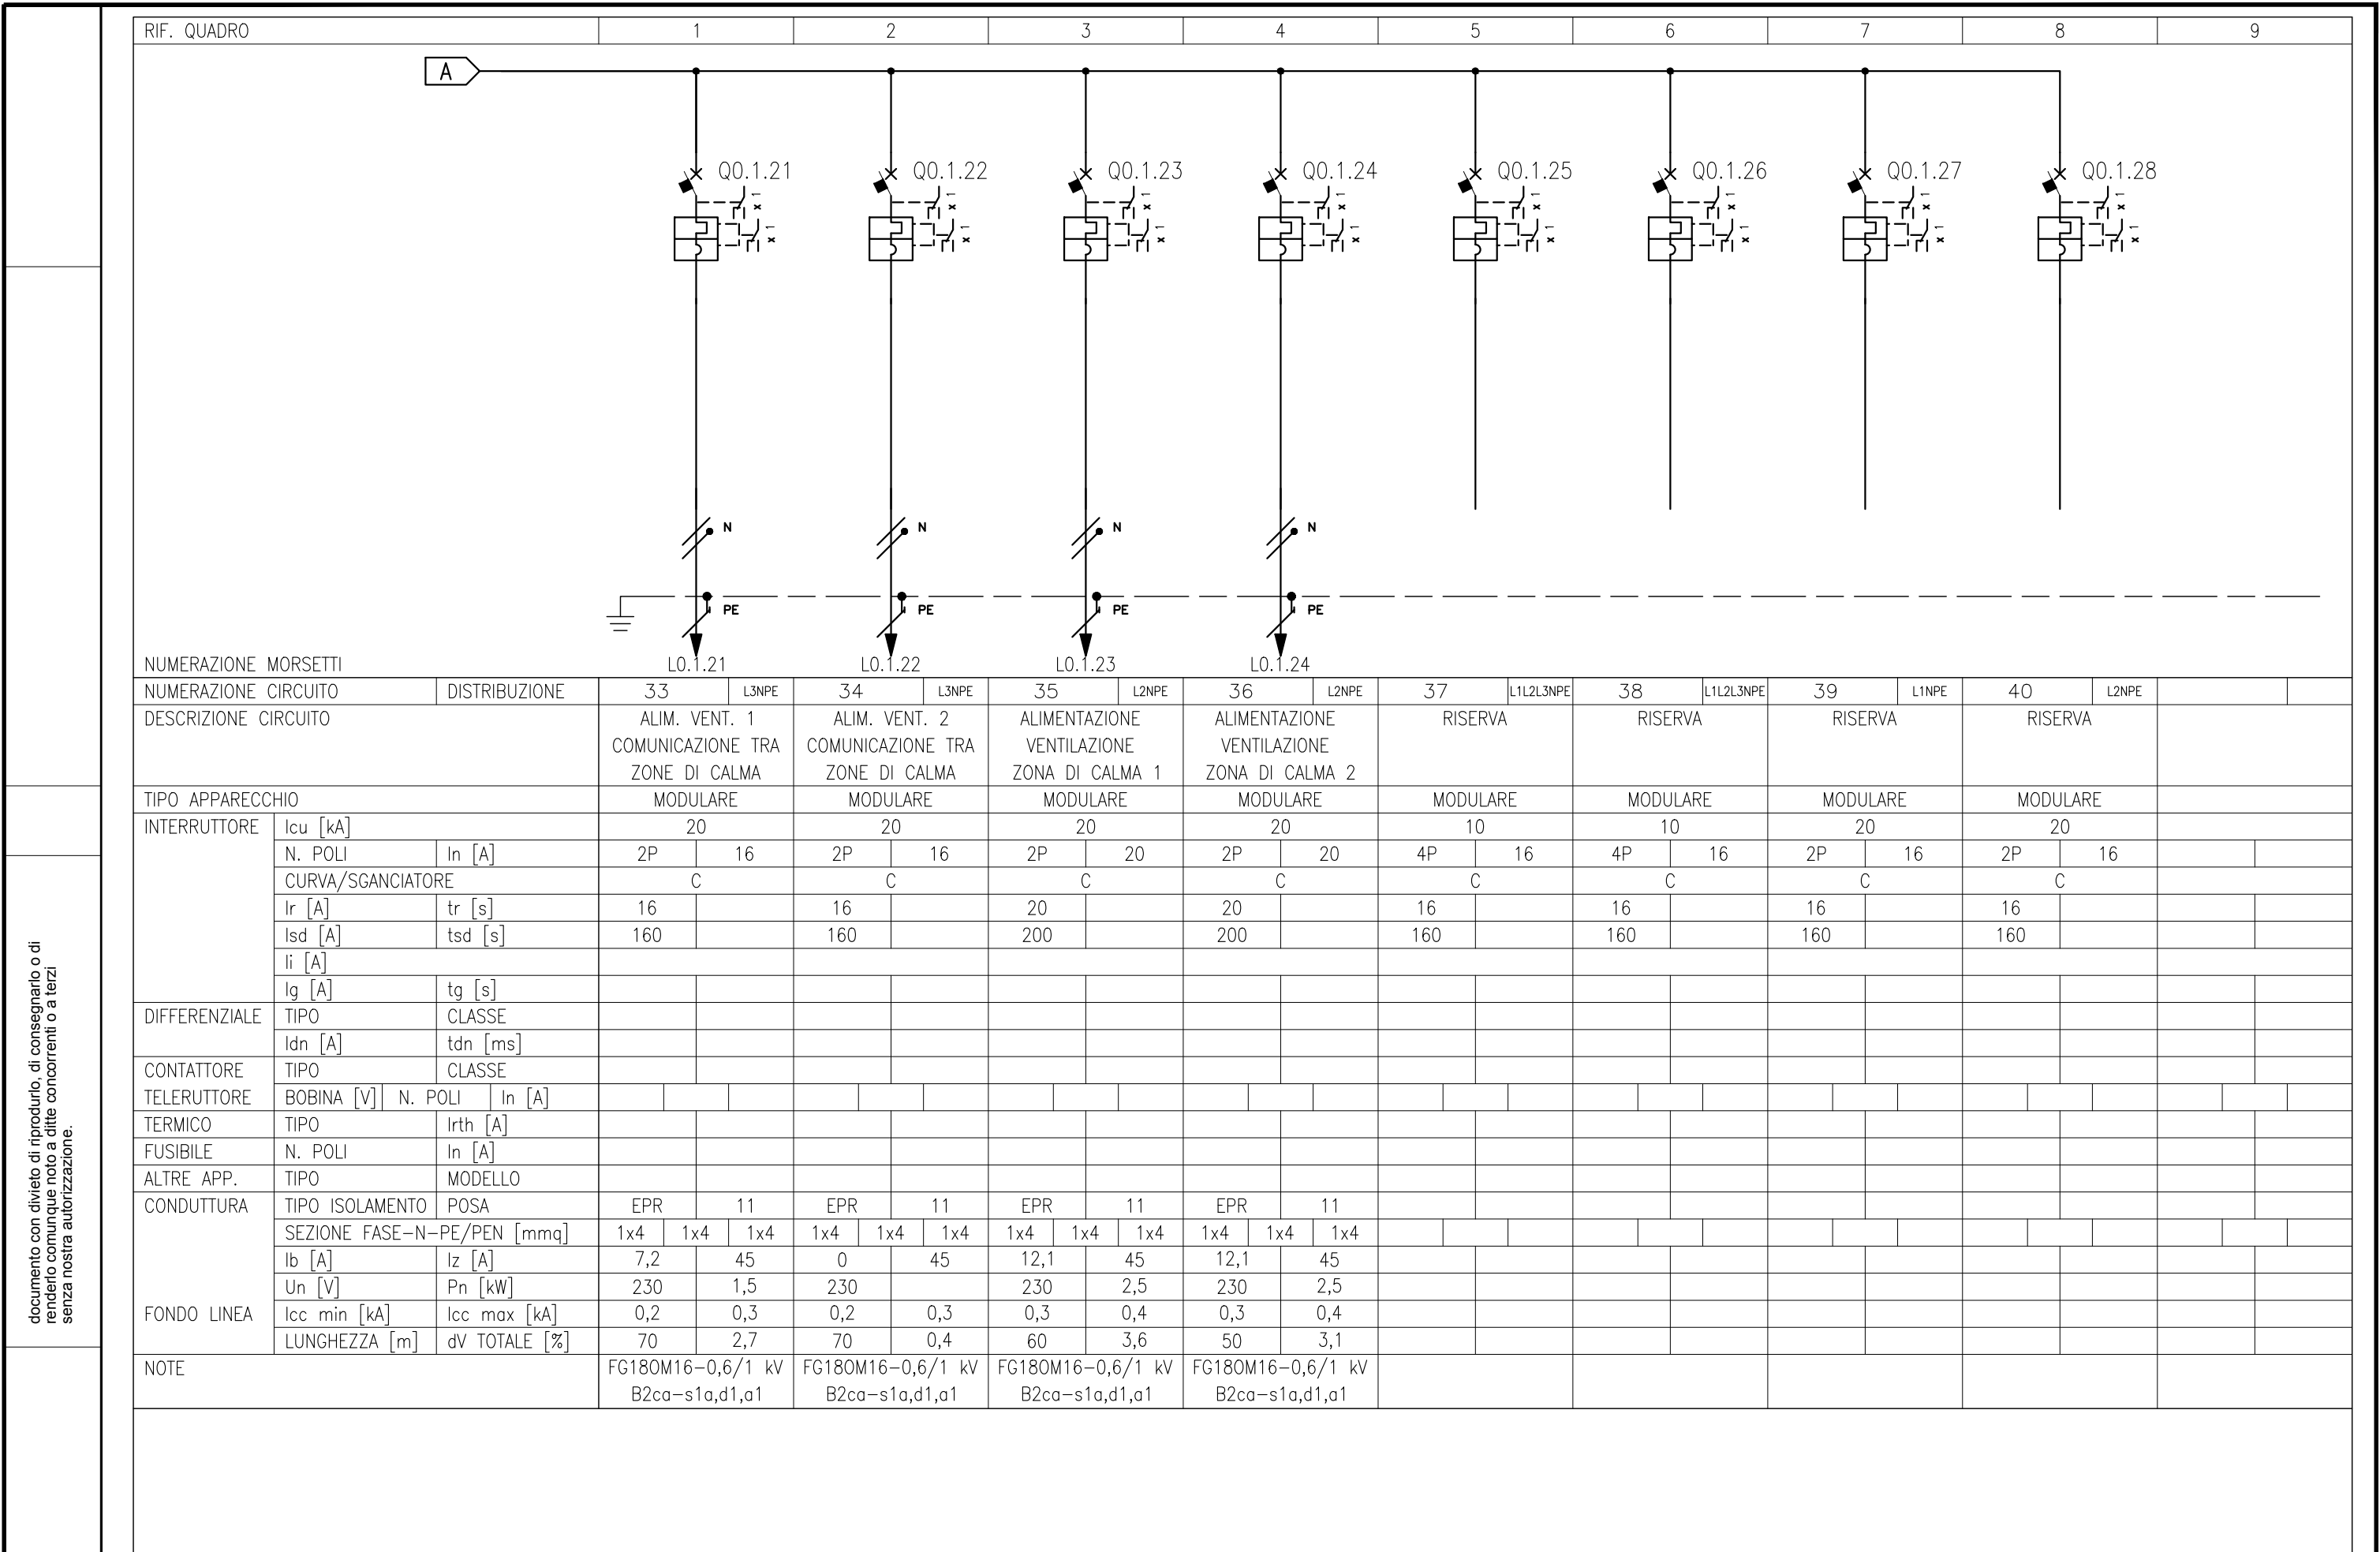 RIF. QUADRO 1 2 3 4 5 6 7 8 9
A
Q0.1.21 Q0.1.22 Q0.1.23 Q0.1.24 Q0.1.25 Q0.1.26 Q0.1.27 Q0.1.28
x 1 x 1 x 1 x 1 x 1 x 1 x 1 x 1
x 1 x 1 x 1 x 1 x 1 x 1 x 1 x 1
N N N N
PE PE PE PE
NUMERAZIONE MORSETTI L0.1.21 L0.1.22 L0.1.23 L0.1.24
NUMERAZIONE CIRCUITO DISTRIBUZIONE 33 L3NPE 34 L3NPE 35 L2NPE 36 L2NPE 37 L1L2L3NPE 38 L1L2L3NPE 39 L1NPE 40 L2NPE
DESCRIZIONE CIRCUITO ALIM. VENT. 1 ALIM. VENT. 2 ALIMENTAZIONE ALIMENTAZIONE RISERVA RISERVA RISERVA RISERVA
COMUNICAZIONE TRA COMUNICAZIONE TRA VENTILAZIONE VENTILAZIONE
ZONE DI CALMA ZONE DI CALMA ZONA DI CALMA 1 ZONA DI CALMA 2
TIPO APPARECCHIO MODULARE MODULARE MODULARE MODULARE MODULARE MODULARE MODULARE MODULARE
INTERRUTTORE Icu [kA] 20 20 20 20 10 10 20 20
N. POLI In [A] 2P 16 2P 16 2P 20 2P 20 4P 16 4P 16 2P 16 2P 16
CURVA/SGANCIATORE C C C C C C C C
Ir [A] tr [s] 16 16 20 20 16 16 16 16
Isd [A] tsd [s] 160 160 200 200 160 160 160 160
Ii [A]
Ig [A] tg [s]
DIFFERENZIALE TIPO CLASSE
Idn [A] tdn [ms]
CONTATTORE TIPO CLASSE
TELERUTTORE BOBINA [V] N. POLI In [A]
TERMICO TIPO Irth [A]
FUSIBILE N. POLI In [A]
ALTRE APP. TIPO MODELLO
CONDUTTURA TIPO ISOLAMENTO POSA EPR 11 EPR 11 EPR 11 EPR 11
SEZIONE FASE-N-PE/PEN [mmq] 1x4 1x4 1x4 1x4 1x4 1x4 1x4 1x4 1x4 1x4 1x4 1x4
Ib [A] Iz [A] 7,2 45 0 45 12,1 45 12,1 45
Un [V] Pn [kW] 230 1,5 230 230 2,5 230 2,5
FONDO LINEA Icc min [kA] Icc max [kA] 0,2 0,3 0,2 0,3 0,3 0,4 0,3 0,4
LUNGHEZZA [m] dV TOTALE [%] 70 2,7 70 0,4 60 3,6 50 3,1
NOTE FG18OM16-0,6/1 kV FG18OM16-0,6/1 kV FG18OM16-0,6/1 kV FG18OM16-0,6/1 kV
B2ca-s1a,d1,a1 B2ca-s1a,d1,a1 B2ca-s1a,d1,a1 B2ca-s1a,d1,a1
documento con divieto di riprodurlo, di consegnarlo o di
renderlo comunque noto a ditte concorrenti o a terzi
senza nostra autorizzazione.